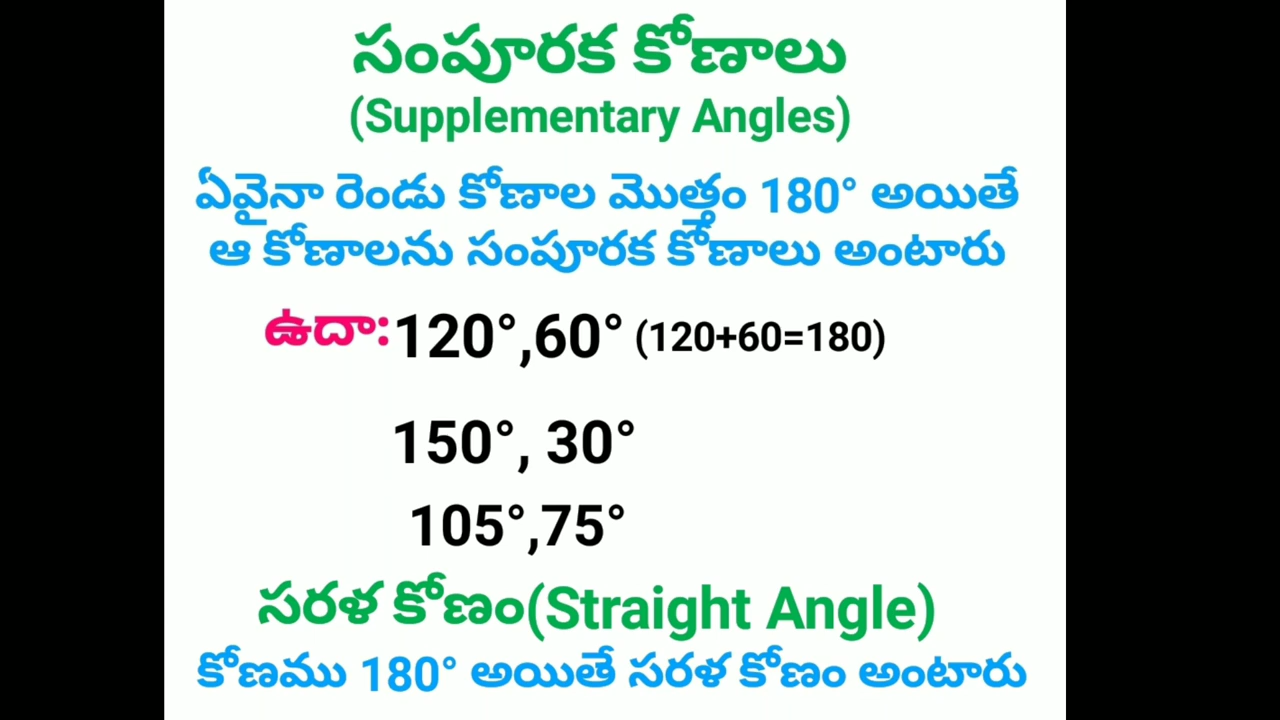 సంపూరక కోణాలు
(Supplementary Angles)
ఏవైనా రెండు కోణాల మొత్తం 180° అయితే
ఆ కోణాలను సంపూరక కోణాలు అంటారు
ఉదా: 120°,60° (120+60=180)
150°, 30°
105°,75°
సరళ కోణం(Straight Angle)
కోణము 180° అయితే సరళ కోణం అంటారు